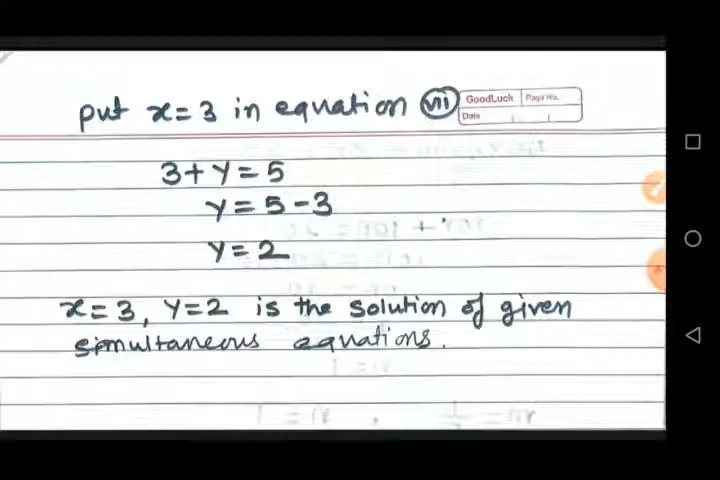 put x=3 in equation (vii)
GoodLuck Page No.
Date
3+y=5
y=5-3
y=2
x=3, y=2 is the solution of given
simultaneous equations.